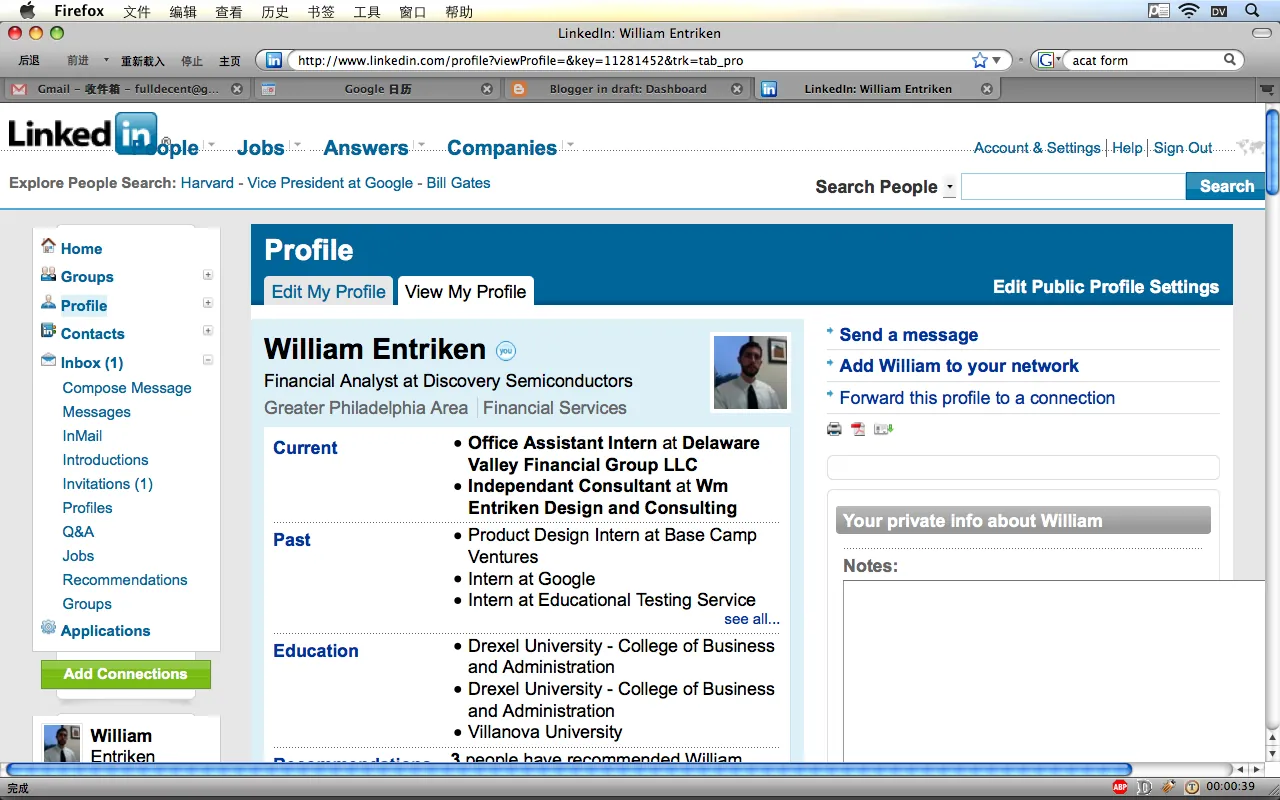 Firefox 文件 编辑 查看 历史 书签 工具 窗口 帮助 DV
LinkedIn: William Entriken
后退 前进 重新载入 停止 主页 http://www.linkedin.com/profile?viewProfile=&key=11281452&trk=tab_pro acat form
Gmail – 收件箱 – fulldecent@g... Google 日历 Blogger in draft: Dashboard LinkedIn: William Entriken
Linked in® People Jobs Answers Companies Account & Settings | Help | Sign Out
Explore People Search: Harvard - Vice President at Google - Bill Gates
Search People Search
Home
Groups
Profile
Contacts
Inbox (1)
Compose Message
Messages
InMail
Introductions
Invitations (1)
Profiles
Q&A
Jobs
Recommendations
Groups
Applications
Add Connections
William
Entriken
Profile
Edit My Profile View My Profile Edit Public Profile Settings
William Entriken you
Financial Analyst at Discovery Semiconductors
Greater Philadelphia Area | Financial Services
Current
• Office Assistant Intern at Delaware
Valley Financial Group LLC
• Independant Consultant at Wm
Entriken Design and Consulting
Past
• Product Design Intern at Base Camp
Ventures
• Intern at Google
• Intern at Educational Testing Service
see all...
Education
• Drexel University - College of Business
and Administration
• Drexel University - College of Business
and Administration
• Villanova University
Recommendations 3 people have recommended William
Send a message
Add William to your network
Forward this profile to a connection
Your private info about William
Notes:
完成 ABP 00:00:39